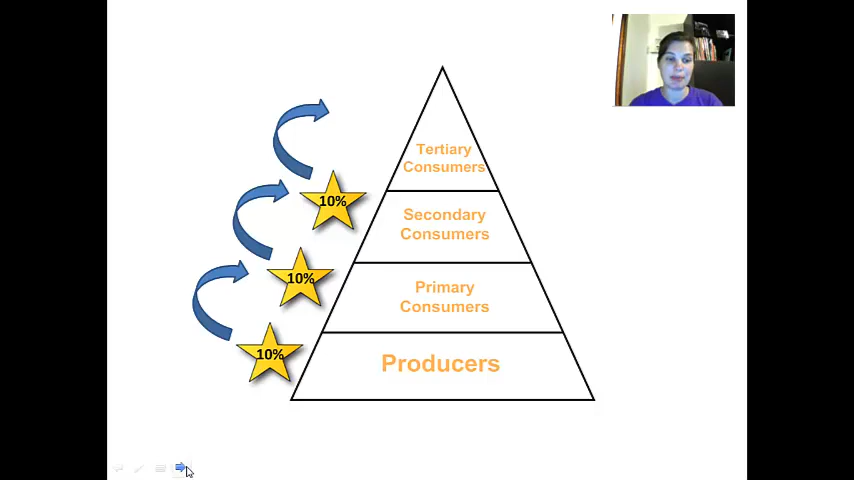 Tertiary
Consumers
10%
Secondary
Consumers
10%
Primary
Consumers
10%
Producers